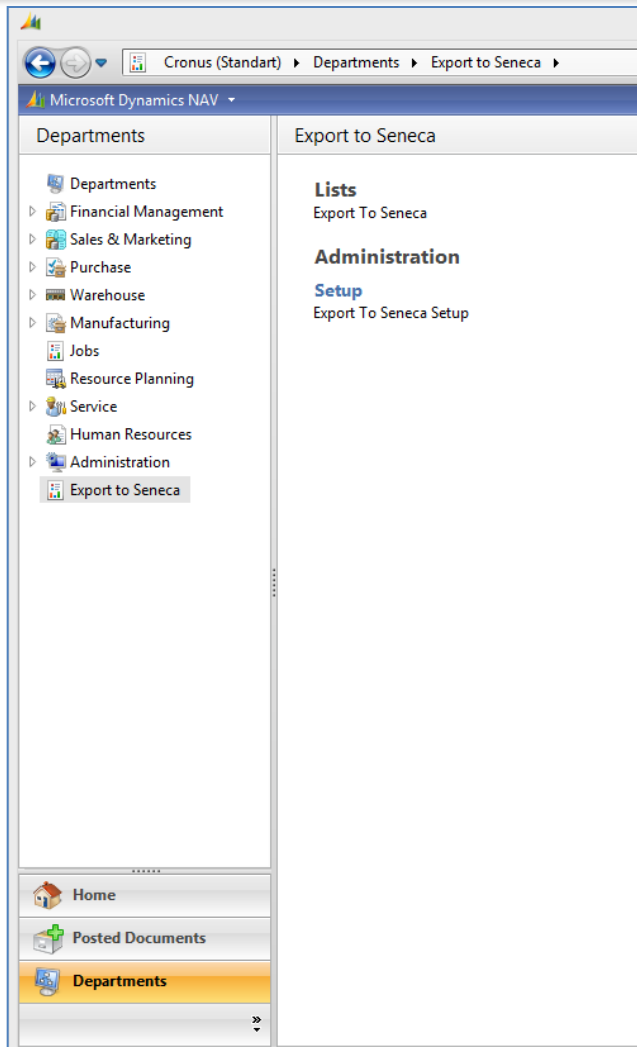 Cronus (Standart) Departments Export to Seneca
Microsoft Dynamics NAV
Departments
Departments
Financial Management
Sales & Marketing
Purchase
Warehouse
Manufacturing
Jobs
Resource Planning
Service
Human Resources
Administration
Export to Seneca
Home
Posted Documents
Departments
Export to Seneca
Lists
Export To Seneca
Administration
Setup
Export To Seneca Setup